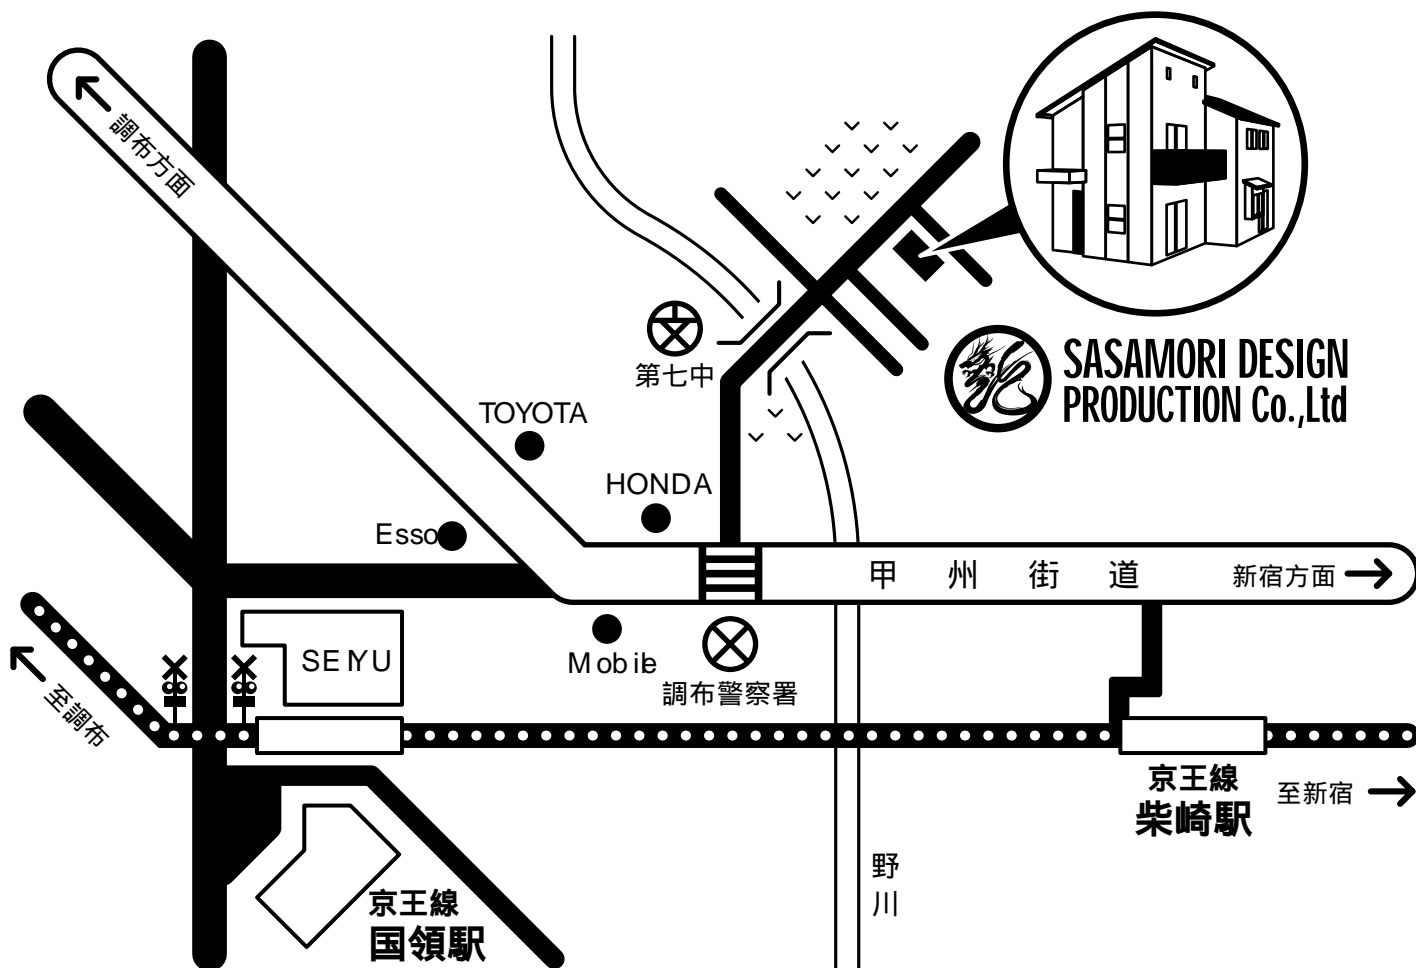 調布方面
第七中
SASAMORI DESIGN
PRODUCTION Co.,Ltd
TOYOTA
HONDA
Esso
甲州街道
新宿方面
SEIYU
Mobile
調布警察署
至調布
京王線
柴崎駅
至新宿
野川
京王線
国領駅